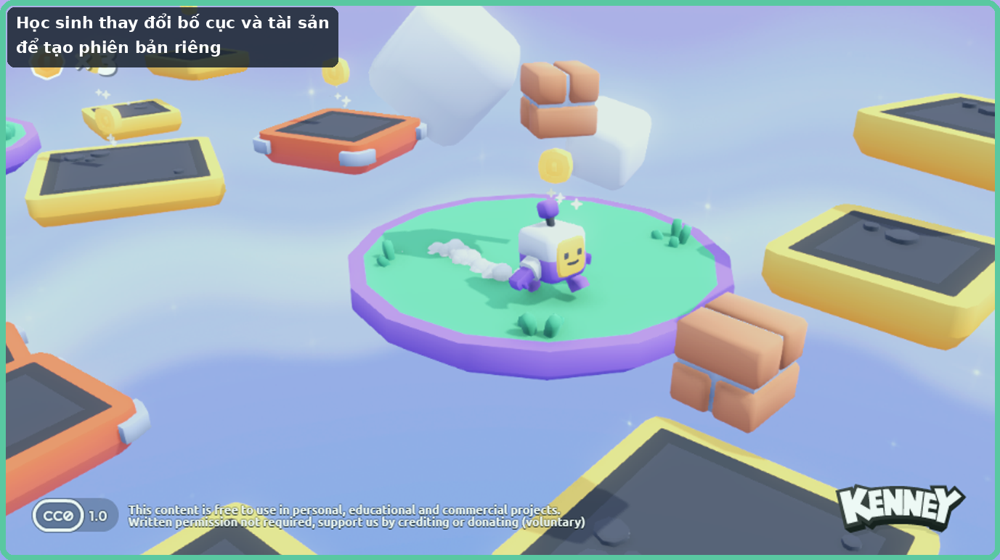 Học sinh thay đổi bố cục và tài sản
để tạo phiên bản riêng
CC0 1.0
This content is free to use in personal, educational and commercial projects.
Written permission not required, support us by crediting or donating (voluntary)
KENNEY